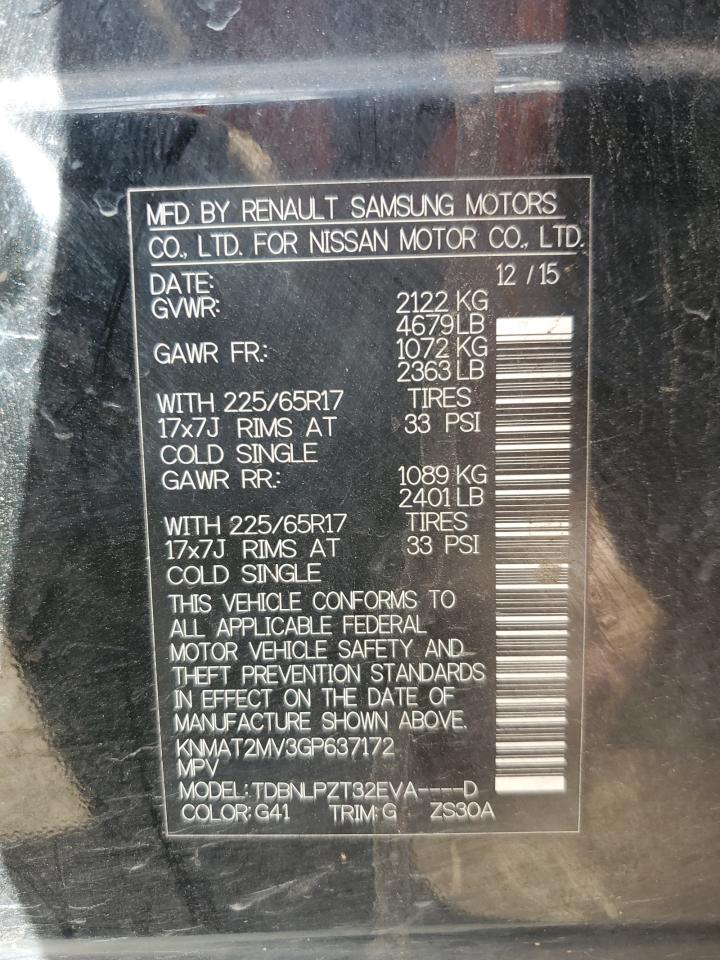 MFD BY RENAULT SAMSUNG MOTORS
CO., LTD. FOR NISSAN MOTOR CO., LTD.
DATE: 12 / 15
GVWR: 2122 KG
4679 LB
GAWR FR.: 1072 KG
2363 LB
WITH 225/65R17 TIRES
17x7J RIMS AT 33 PSI
COLD SINGLE
GAWR RR.: 1089 KG
2401 LB
WITH 225/65R17 TIRES
17x7J RIMS AT 33 PSI
COLD SINGLE
THIS VEHICLE CONFORMS TO
ALL APPLICABLE FEDERAL
MOTOR VEHICLE SAFETY AND
THEFT PREVENTION STANDARDS
IN EFFECT ON THE DATE OF
MANUFACTURE SHOWN ABOVE.
KNMAT2MV3GP637172
MPV
MODEL: TDBNLPZT32EVA----D
COLOR: G41 TRIM: G ZS30A